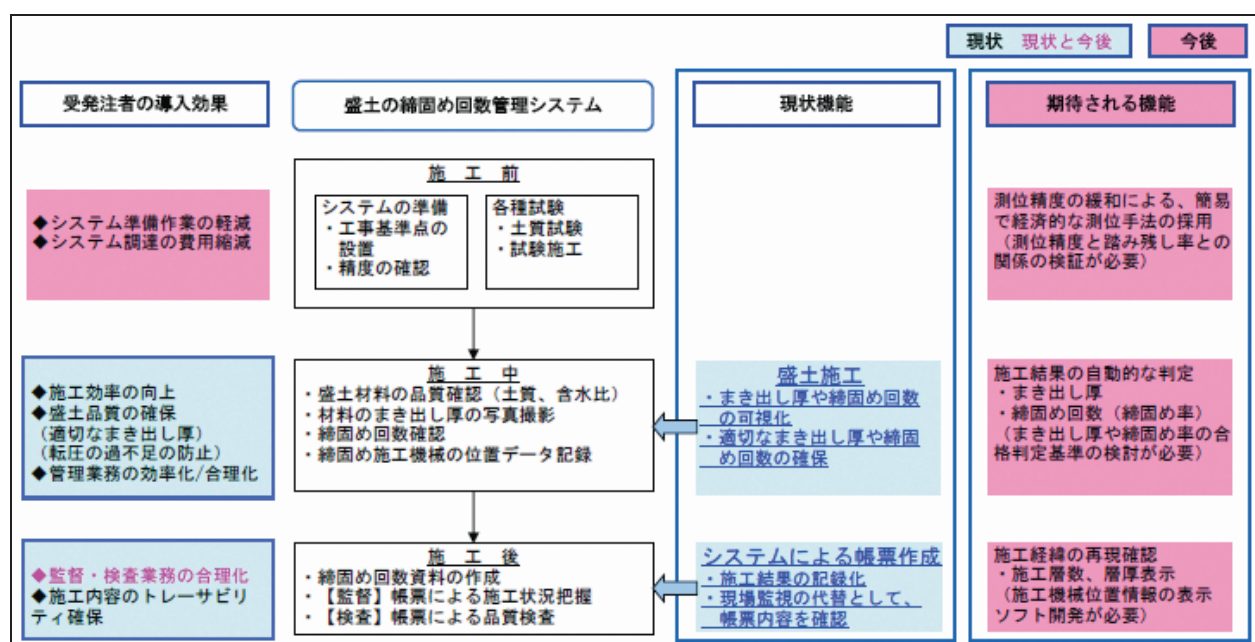 現状 現状と今後
今後
受発注者の導入効果
盛土の締固め回数管理システム
現状機能
期待される機能
◆システム準備作業の軽減
◆システム調達の費用縮減
施 工 前
システムの準備
・工事基準点の
設置
・精度の確認
各種試験
・土質試験
・試験施工
測位精度の緩和による、簡易
で経済的な測位手法の採用
（測位精度と踏み残し率との
関係の検証が必要）
◆施工効率の向上
◆盛土品質の確保
（適切なまき出し厚）
（転圧の過不足の防止）
◆管理業務の効率化/合理化
施 工 中
・盛土材料の品質確認（土質、含水比）
・材料のまき出し厚の写真撮影
・締固め回数確認
・締固め施工機械の位置データ記録
盛土施工
・まき出し厚や締固め回数
の可視化
・適切なまき出し厚や締固
め回数の確保
施工結果の自動的な判定
・まき出し厚
・締固め回数（締固め率）
（まき出し厚や締固め率の合
格判定基準の検討が必要）
◆監督・検査業務の合理化
◆施工内容のトレーサビリ
ティ確保
施 工 後
・締固め回数資料の作成
・【監督】帳票による施工状況把握
・【検査】帳票による品質検査
システムによる帳票作成
・施工結果の記録化
・現場監視の代替として、
帳票内容を確認
施工経緯の再現確認
・施工層数、層厚表示
（施工機械位置情報の表示
ソフト開発が必要）